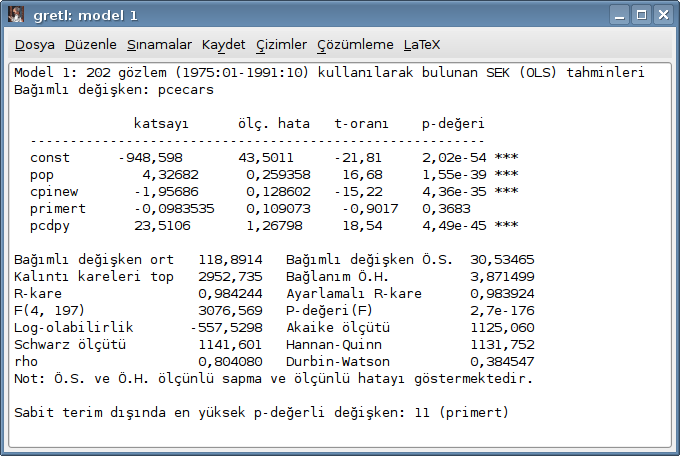 gretl: model 1
Dosya Düzenle Sınamalar Kaydet Çizimler Çözümleme LaTeX
Model 1: 202 gözlem (1975:01-1991:10) kullanılarak bulunan SEK (OLS) tahminleri
Bağımlı değişken: pcecars
katsayı ölç. hata t-oranı p-değeri
---------------------------------------------------------
const -948,598 43,5011 -21,81 2,02e-54 ***
pop 4,32682 0,259358 16,68 1,55e-39 ***
cpinew -1,95686 0,128602 -15,22 4,36e-35 ***
primert -0,0983535 0,109073 -0,9017 0,3683
pcdpy 23,5106 1,26798 18,54 4,49e-45 ***
Bağımlı değişken ort 118,8914 Bağımlı değişken Ö.S. 30,53465
Kalıntı kareleri top 2952,735 Bağlanım Ö.H. 3,871499
R-kare 0,984244 Ayarlamalı R-kare 0,983924
F(4, 197) 3076,569 P-değeri(F) 2,7e-176
Log-olabilirlik -557,5298 Akaike ölçütü 1125,060
Schwarz ölçütü 1141,601 Hannan-Quinn 1131,752
rho 0,804080 Durbin-Watson 0,384547
Not: Ö.S. ve Ö.H. ölçünlü sapma ve ölçünlü hatayı göstermektedir.
Sabit terim dışında en yüksek p-değerli değişken: 11 (primert)